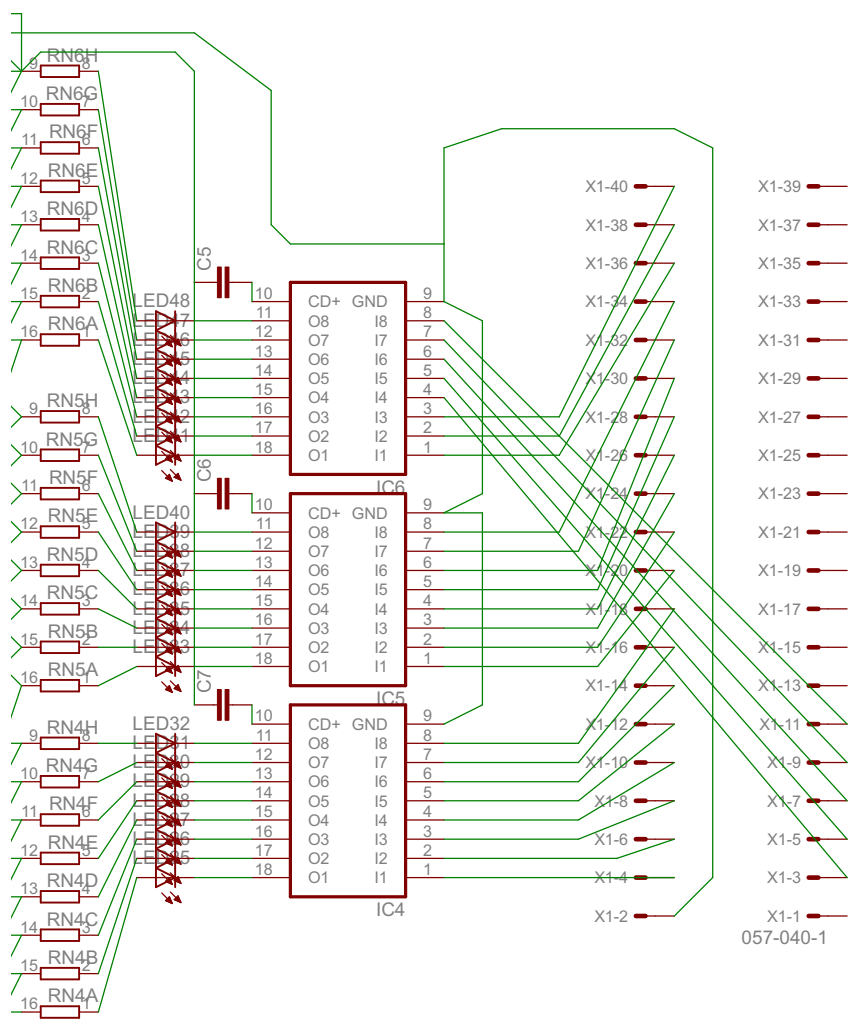 RN6H
9 8
RN6G
10 7
RN6F
11 6
RN6E
12 5
RN6D
13 4
RN6C
14 3
RN6B
15 2
RN6A
16 1
RN5H
9 8
RN5G
10 7
RN5F
11 6
RN5E
12 5
RN5D
13 4
RN5C
14 3
RN5B
15 2
RN5A
16 1
RN4H
9 8
RN4G
10 7
RN4F
11 6
RN4E
12 5
RN4D
13 4
RN4C
14 3
RN4B
15 2
RN4A
16 1
LED48
LED40
LED32
C5
C6
C7
10 CD+ GND 9
11 O8 I8 8
12 O7 I7 7
13 O6 I6 6
14 O5 I5 5
15 O4 I4 4
16 O3 I3 3
17 O2 I2 2
18 O1 I1 1
IC6
10 CD+ GND 9
11 O8 I8 8
12 O7 I7 7
13 O6 I6 6
14 O5 I5 5
15 O4 I4 4
16 O3 I3 3
17 O2 I2 2
18 O1 I1 1
IC5
10 CD+ GND 9
11 O8 I8 8
12 O7 I7 7
13 O6 I6 6
14 O5 I5 5
15 O4 I4 4
16 O3 I3 3
17 O2 I2 2
18 O1 I1 1
IC4
X1-40
X1-38
X1-36
X1-34
X1-32
X1-30
X1-28
X1-26
X1-24
X1-22
X1-20
X1-18
X1-16
X1-14
X1-12
X1-10
X1-8
X1-6
X1-4
X1-2
X1-39
X1-37
X1-35
X1-33
X1-31
X1-29
X1-27
X1-25
X1-23
X1-21
X1-19
X1-17
X1-15
X1-13
X1-11
X1-9
X1-7
X1-5
X1-3
X1-1
057-040-1